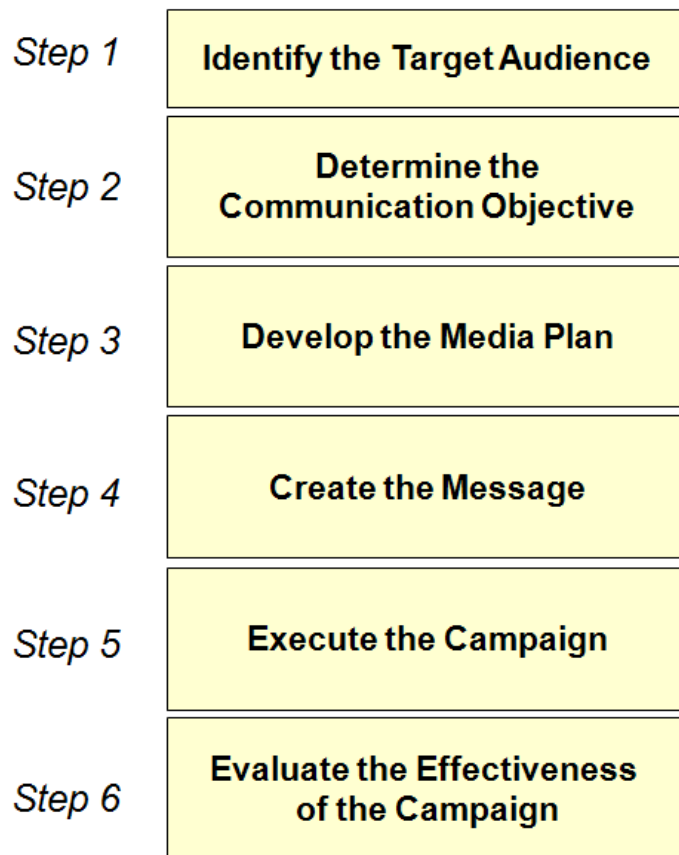 Step 1
Identify the Target Audience
Step 2
Determine the
Communication Objective
Step 3
Develop the Media Plan
Step 4
Create the Message
Step 5
Execute the Campaign
Step 6
Evaluate the Effectiveness
of the Campaign